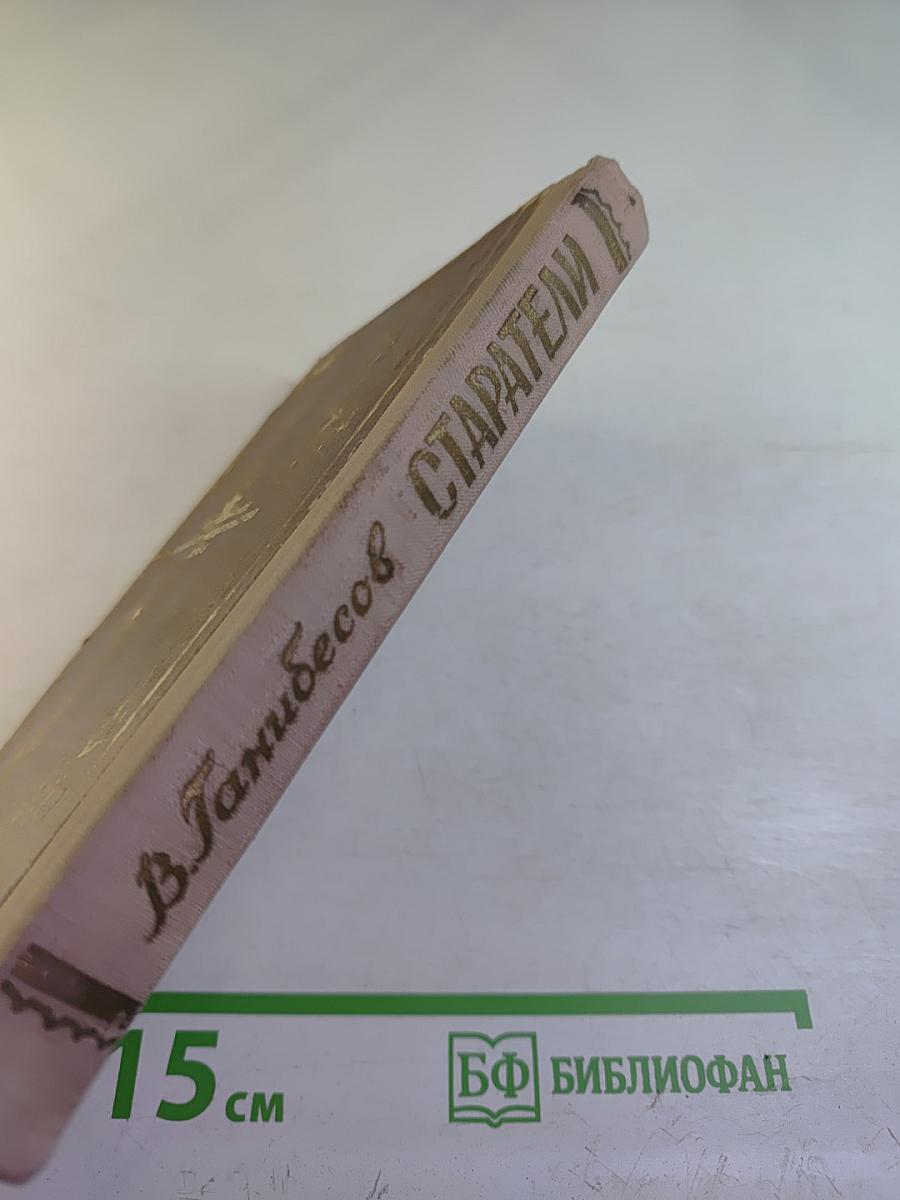 В. Ганибесов СТАРАТЕЛИ
15 см
БФ БИБЛИОФАН